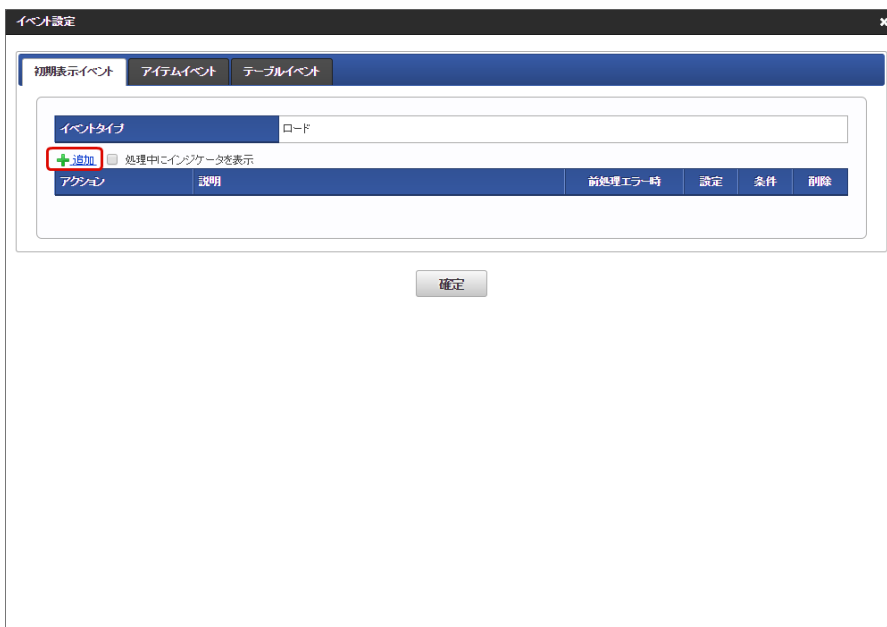 イベント設定
初期表示イベント アイテムイベント テーブルイベント
イベントタイプ ロード
追加 処理中にインジケータを表示
アクション 説明 前処理エラー時 設定 条件 削除
確定